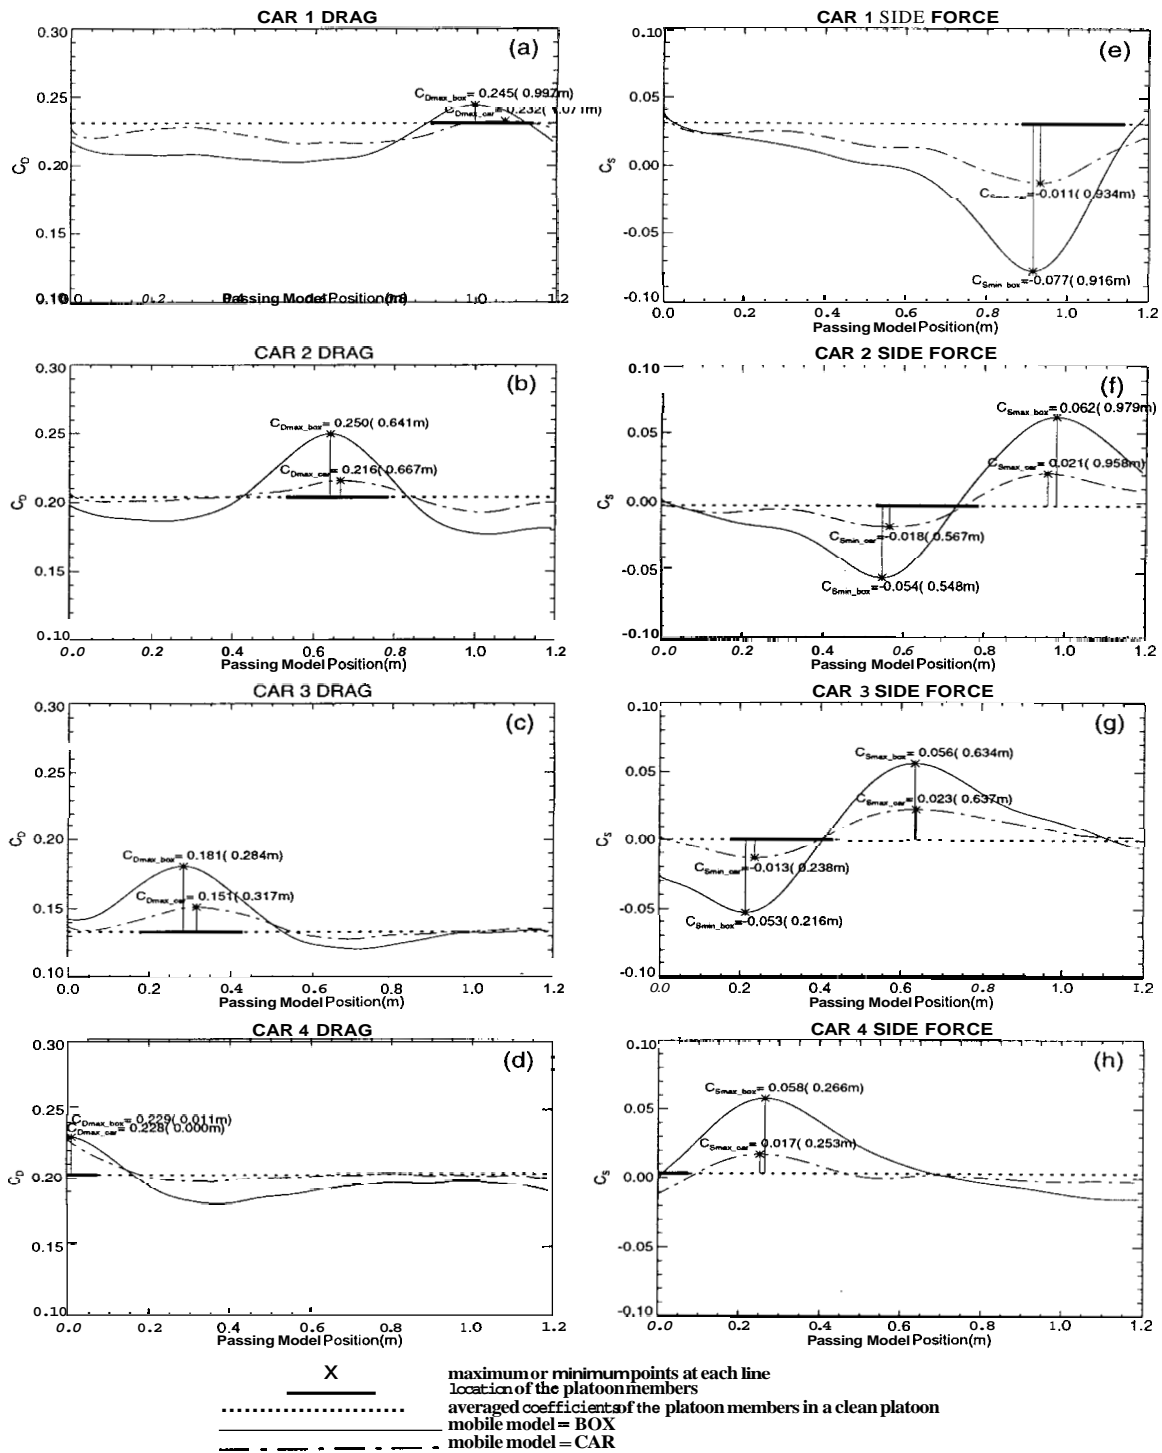 CAR 1 DRAG
0.30
(a)
0.25
C_Dmax_box = 0.245( 0.997m)
C_Dmax_car = 0.232( 1.071m)
0.20
C_D
0.15
0.10
0.2
Passing Model Position(m)
1.0
1.2
CAR 1 SIDE FORCE
0.10
(e)
0.05
0.00
C_S
-0.011( 0.934m)
-0.05
C_Smin_box=-0.077( 0.916m)
-0.10
0.0 0.2 0.4 0.6 0.8 1.0 1.2
Passing Model Position(m)
CAR 2 DRAG
0.30
(b)
0.25
C_Dmax_box = 0.250( 0.641m)
C_Dmax_car = 0.216( 0.667m)
0.20
C_D
0.15
0.10
0.0 0.2 0.4 0.6 0.8 1.0 1.2
Passing Model Position(m)
CAR 2 SIDE FORCE
0.10
(f)
C_Smax_box = 0.062( 0.979m)
0.05
C_Smax_car = 0.021( 0.958m)
0.00
C_S
C_Smin_car=-0.018( 0.567m)
-0.05
C_Smin_box=-0.054( 0.548m)
-0.10
0.0 0.2 0.4 0.6 0.8 1.0 1.2
Passing Model Position(m)
CAR 3 DRAG
0.30
(c)
0.25
0.20
C_D
C_Dmax_box = 0.181( 0.284m)
C_Dmax_car = 0.151( 0.317m)
0.15
0.10
0.0 0.2 0.4 0.6 0.8 1.0 1.2
Passing Model Position(m)
CAR 3 SIDE FORCE
0.10
(g)
C_Smax_box = 0.056( 0.634m)
0.05
C_Smax_car = 0.023( 0.637m)
0.00
C_S
C_Smin_car=-0.013( 0.238m)
-0.05
C_Smin_box=-0.053( 0.216m)
-0.10
0.0 0.2 0.4 0.6 0.8 1.0 1.2
Passing Model Position(m)
CAR 4 DRAG
0.30
(d)
0.25
C_Dmax_box = 0.229( 0.011m)
C_Dmax_car = 0.228( 0.000m)
0.20
C_D
0.15
0.10
0.0 0.2 0.4 0.6 0.8 1.0 1.2
Passing Model Position(m)
CAR 4 SIDE FORCE
0.10
(h)
C_Smax_box = 0.058( 0.266m)
0.05
C_Smax_car = 0.017( 0.253m)
0.00
C_S
-0.05
-0.10
0.0 0.2 0.4 0.6 0.8 1.0 1.2
Passing Model Position(m)
X maximum or minimum points at each line
location of the platoon members
averaged coefficients of the platoon members in a clean platoon
mobile model = BOX
mobile model = CAR